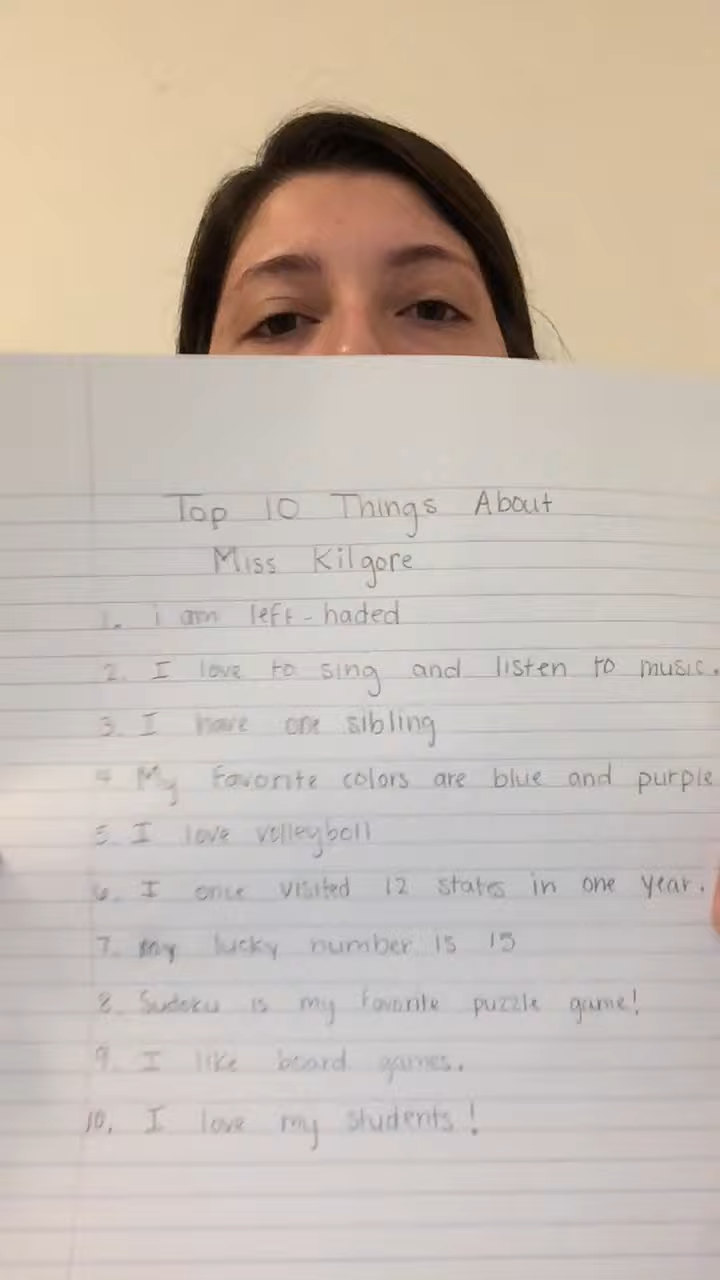 Top 10 Things About
Miss Kilgore
1. i am left-haded
2. I love to sing and listen to music.
3. I have one sibling
4 My favorite colors are blue and purple
5. I love volleyball
6. I once visited 12 states in one year.
7. my lucky number is 15
8. Sudoku is my favorite puzzle game!
9. I like board games.
10. I love my students!